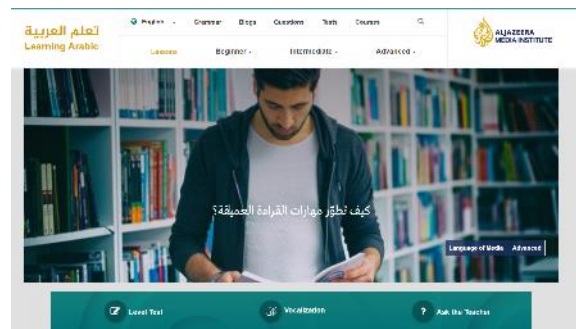 تعلم العربية
Learning Arabic
English
Grammar
Blogs
Questions
Tests
Courses
ALJAZEERA
MEDIA INSTITUTE
Lessons
Beginner
Intermediate
Advanced
كيف تطوّر مهارات القراءة العميقة؟
Language of Media
Advanced
Level Test
Vocalization
Ask the Teacher